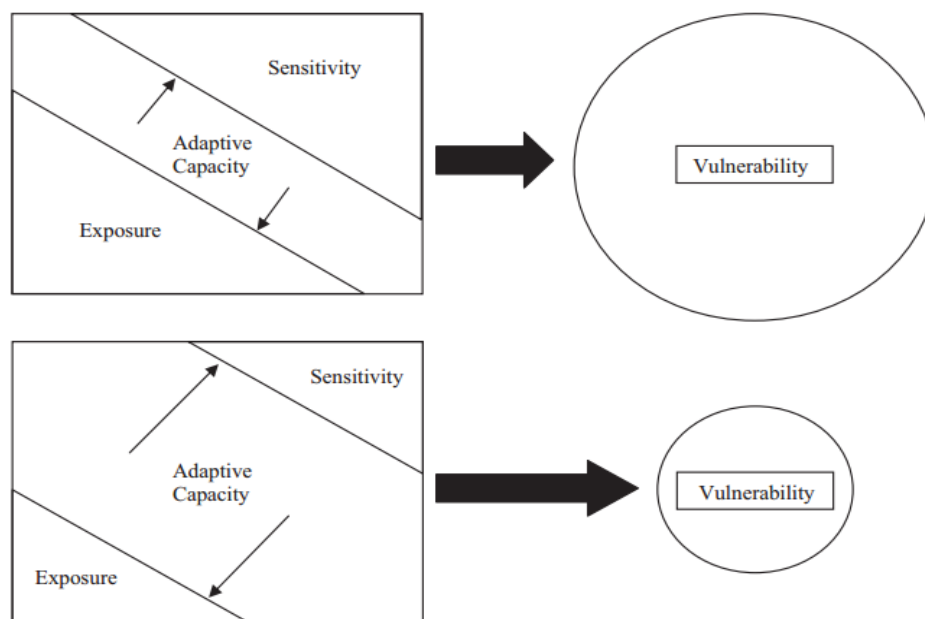 Sensitivity
Adaptive
Capacity
Exposure
Vulnerability
Sensitivity
Adaptive
Capacity
Exposure
Vulnerability